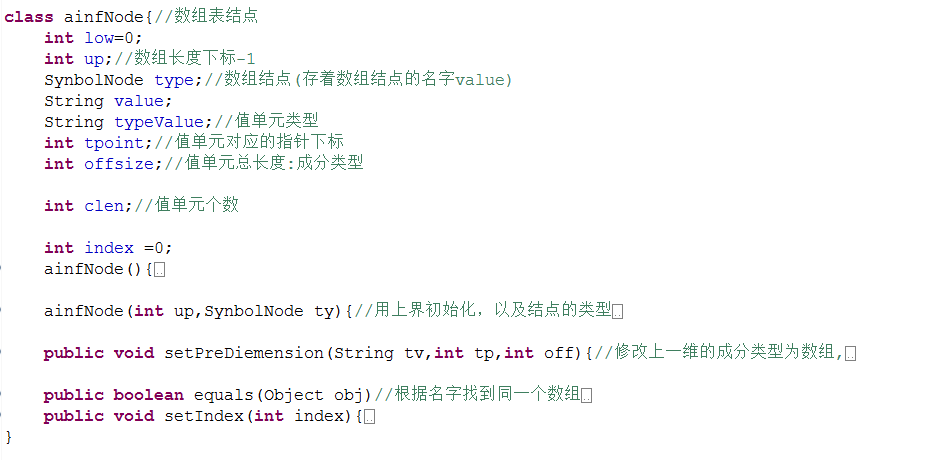 class ainfNode{//数组表结点
int low=0;
int up;//数组长度下标-1
SynbolNode type;//数组结点(存着数组结点的名字value)
String value;
String typeValue;//值单元类型
int tpoint;//值单元对应的指针下标
int offsize;//值单元总长度:成分类型
int clen;//值单元个数
int index =0;
ainfNode(){
ainfNode(int up,SynbolNode ty){//用上界初始化, 以及结点的类型
public void setPreDiemension(String tv,int tp,int off){//修改上一维的成分类型为数组,
public boolean equals(Object obj)//根据名字找到同一个数组
public void setIndex(int index){
}